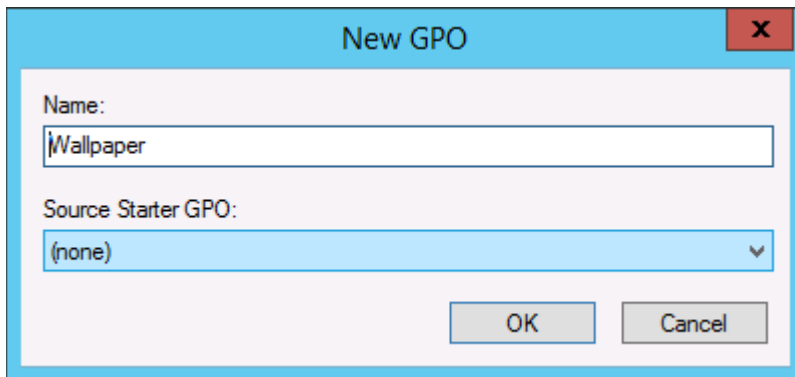 New GPO
x
Name:
Wallpaper
Source Starter GPO:
(none)
OK Cancel